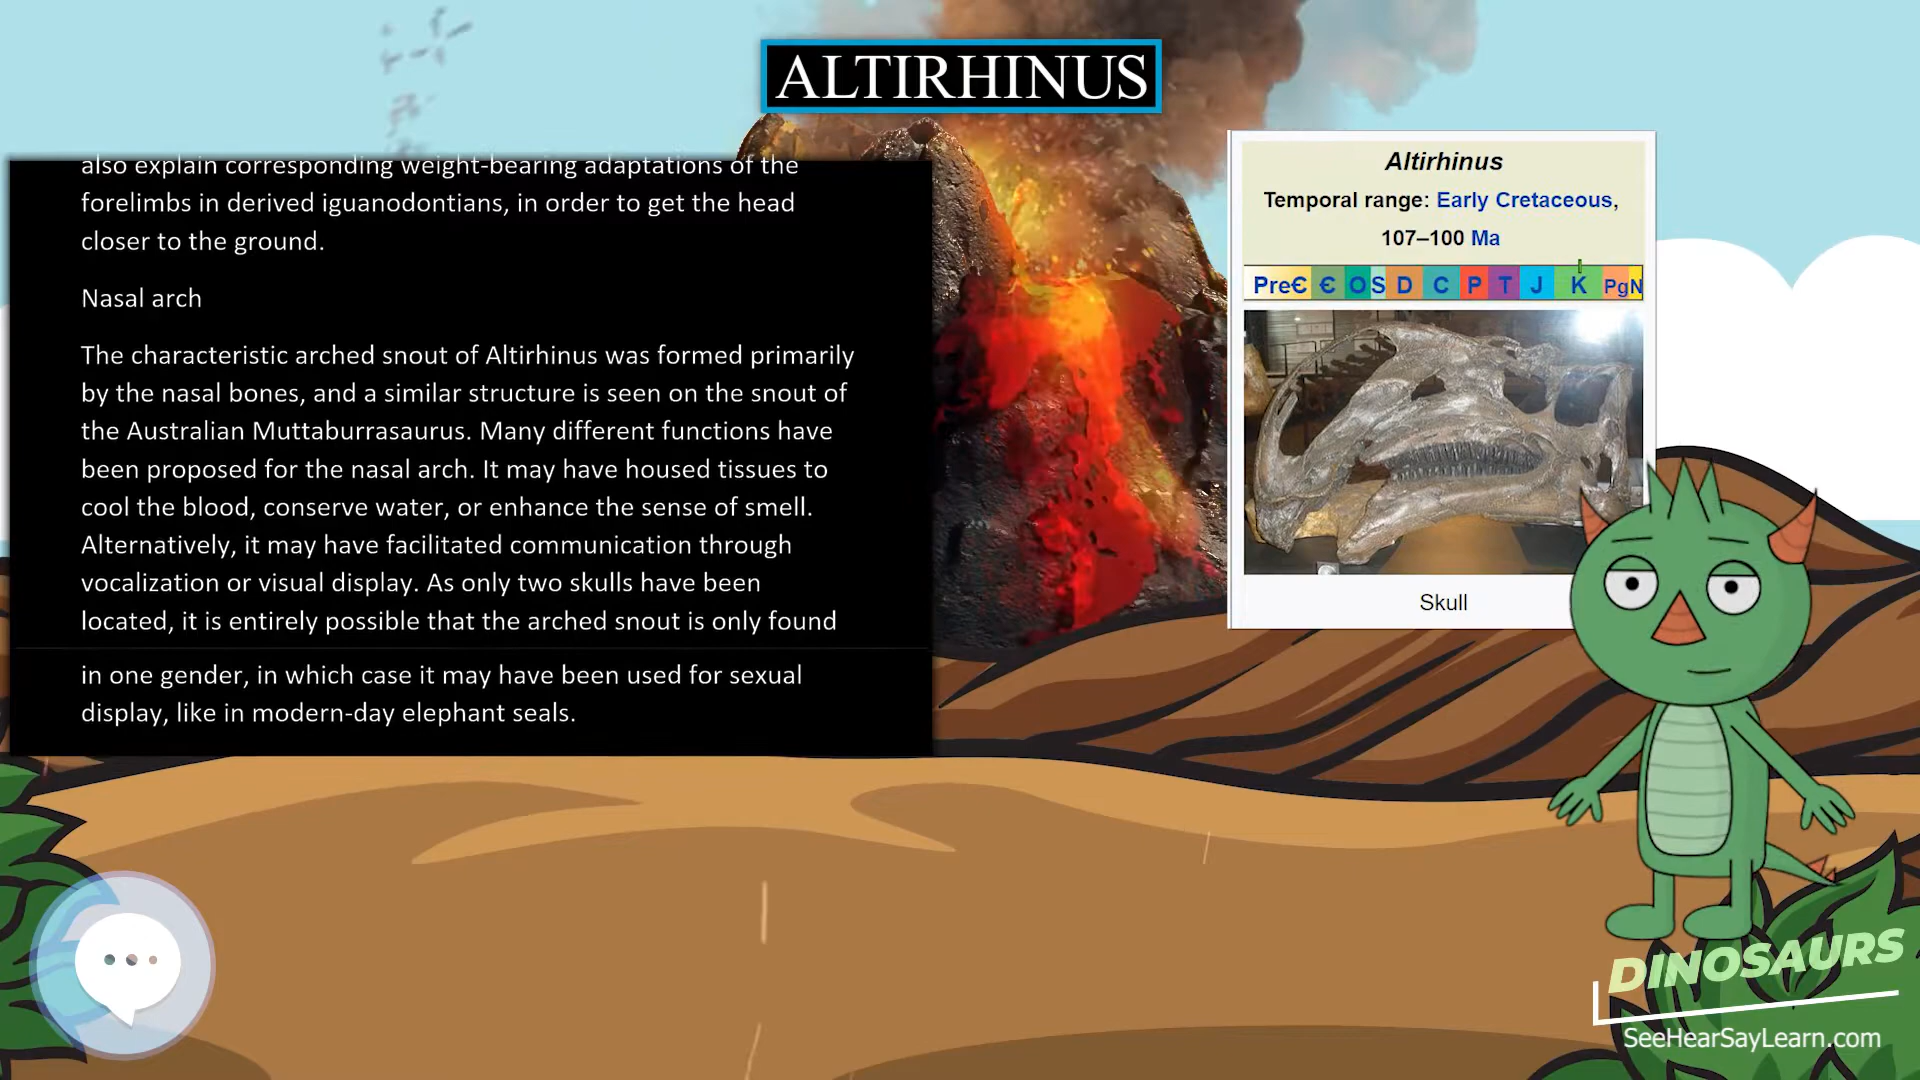 ALTIRHINUS
also explain corresponding weight-bearing adaptations of the
forelimbs in derived iguanodontians, in order to get the head
closer to the ground.
Nasal arch
The characteristic arched snout of Altirhinus was formed primarily
by the nasal bones, and a similar structure is seen on the snout of
the Australian Muttaburrasaurus. Many different functions have
been proposed for the nasal arch. It may have housed tissues to
cool the blood, conserve water, or enhance the sense of smell.
Alternatively, it may have facilitated communication through
vocalization or visual display. As only two skulls have been
located, it is entirely possible that the arched snout is only found
in one gender, in which case it may have been used for sexual
display, like in modern-day elephant seals.
Altirhinus
Temporal range: Early Cretaceous,
107–100 Ma
PreЄ Є O S D C P T J K PgN
Skull
DINOSAURS
SeeHearSayLearn.com